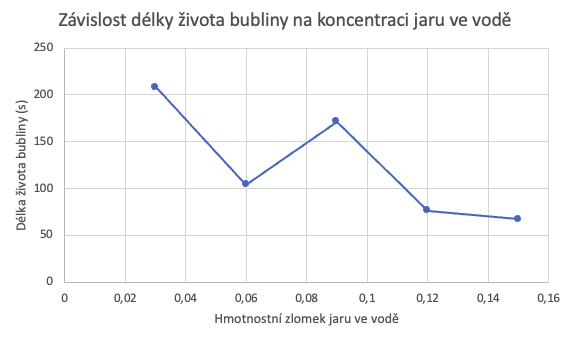 Závislost délky života bubliny na koncentraci jaru ve vodě
250
200
150
100
50
0
Délka života bubliny (s)
0 0,02 0,04 0,06 0,08 0,1 0,12 0,14 0,16
Hmotnostní zlomek jaru ve vodě